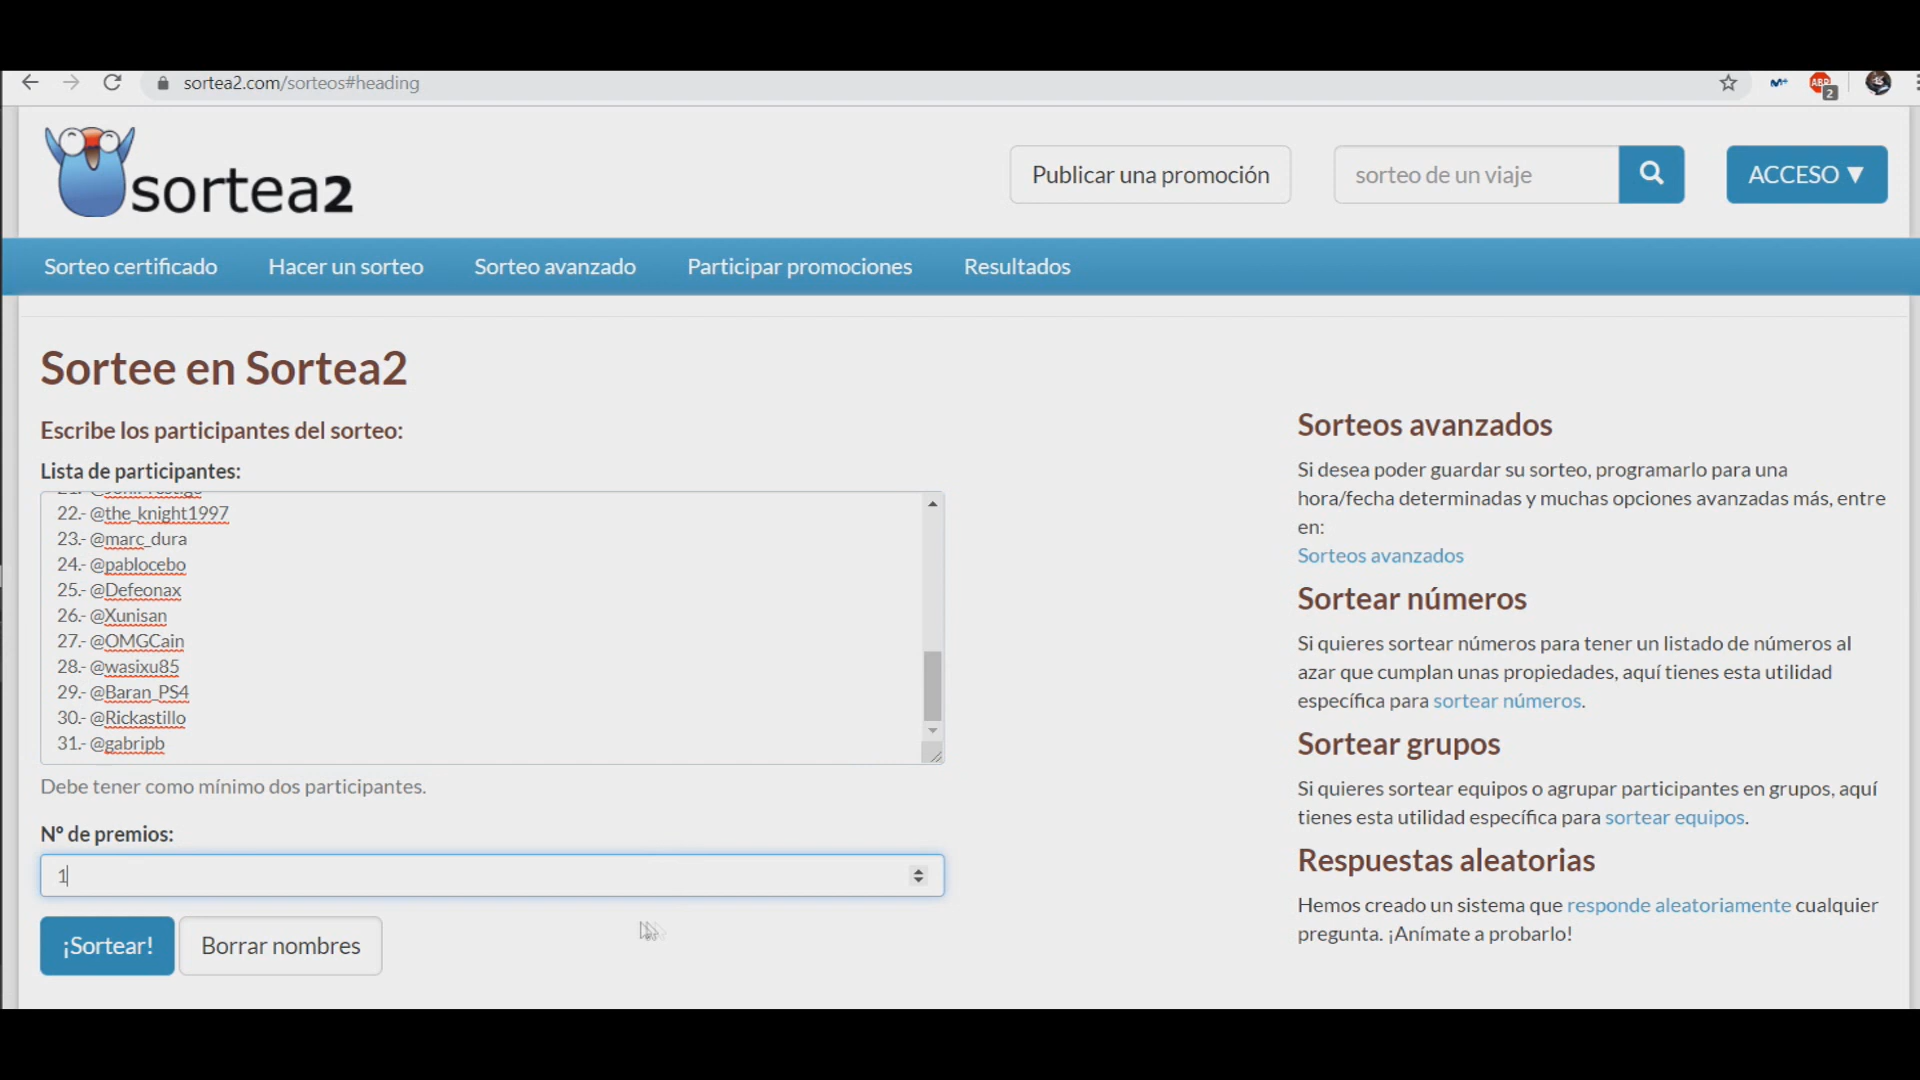 sortea2.com/sorteos#heading
ABP
2
sortea2
Publicar una promoción
sorteo de un viaje
ACCESO ▼
Sorteo certificado
Hacer un sorteo
Sorteo avanzado
Participar promociones
Resultados
Sortee en Sortea2
Escribe los participantes del sorteo:
Lista de participantes:
22.- @the_knight1997
23.- @marc_dura
24.- @pablocebo
25.- @Defeonax
26.- @Xunisan
27.- @OMGCain
28.- @wasixu85
29.- @Baran_PS4
30.- @Rickastillo
31.- @gabripb
Debe tener como mínimo dos participantes.
Nº de premios:
1
¡Sortear!
Borrar nombres
Sorteos avanzados
Si desea poder guardar su sorteo, programarlo para una
hora/fecha determinadas y muchas opciones avanzadas más, entre
en:
Sorteos avanzados
Sortear números
Si quieres sortear números para tener un listado de números al
azar que cumplan unas propiedades, aquí tienes esta utilidad
específica para sortear números.
Sortear grupos
Si quieres sortear equipos o agrupar participantes en grupos, aquí
tienes esta utilidad específica para sortear equipos.
Respuestas aleatorias
Hemos creado un sistema que responde aleatoriamente cualquier
pregunta. ¡Anímate a probarlo!